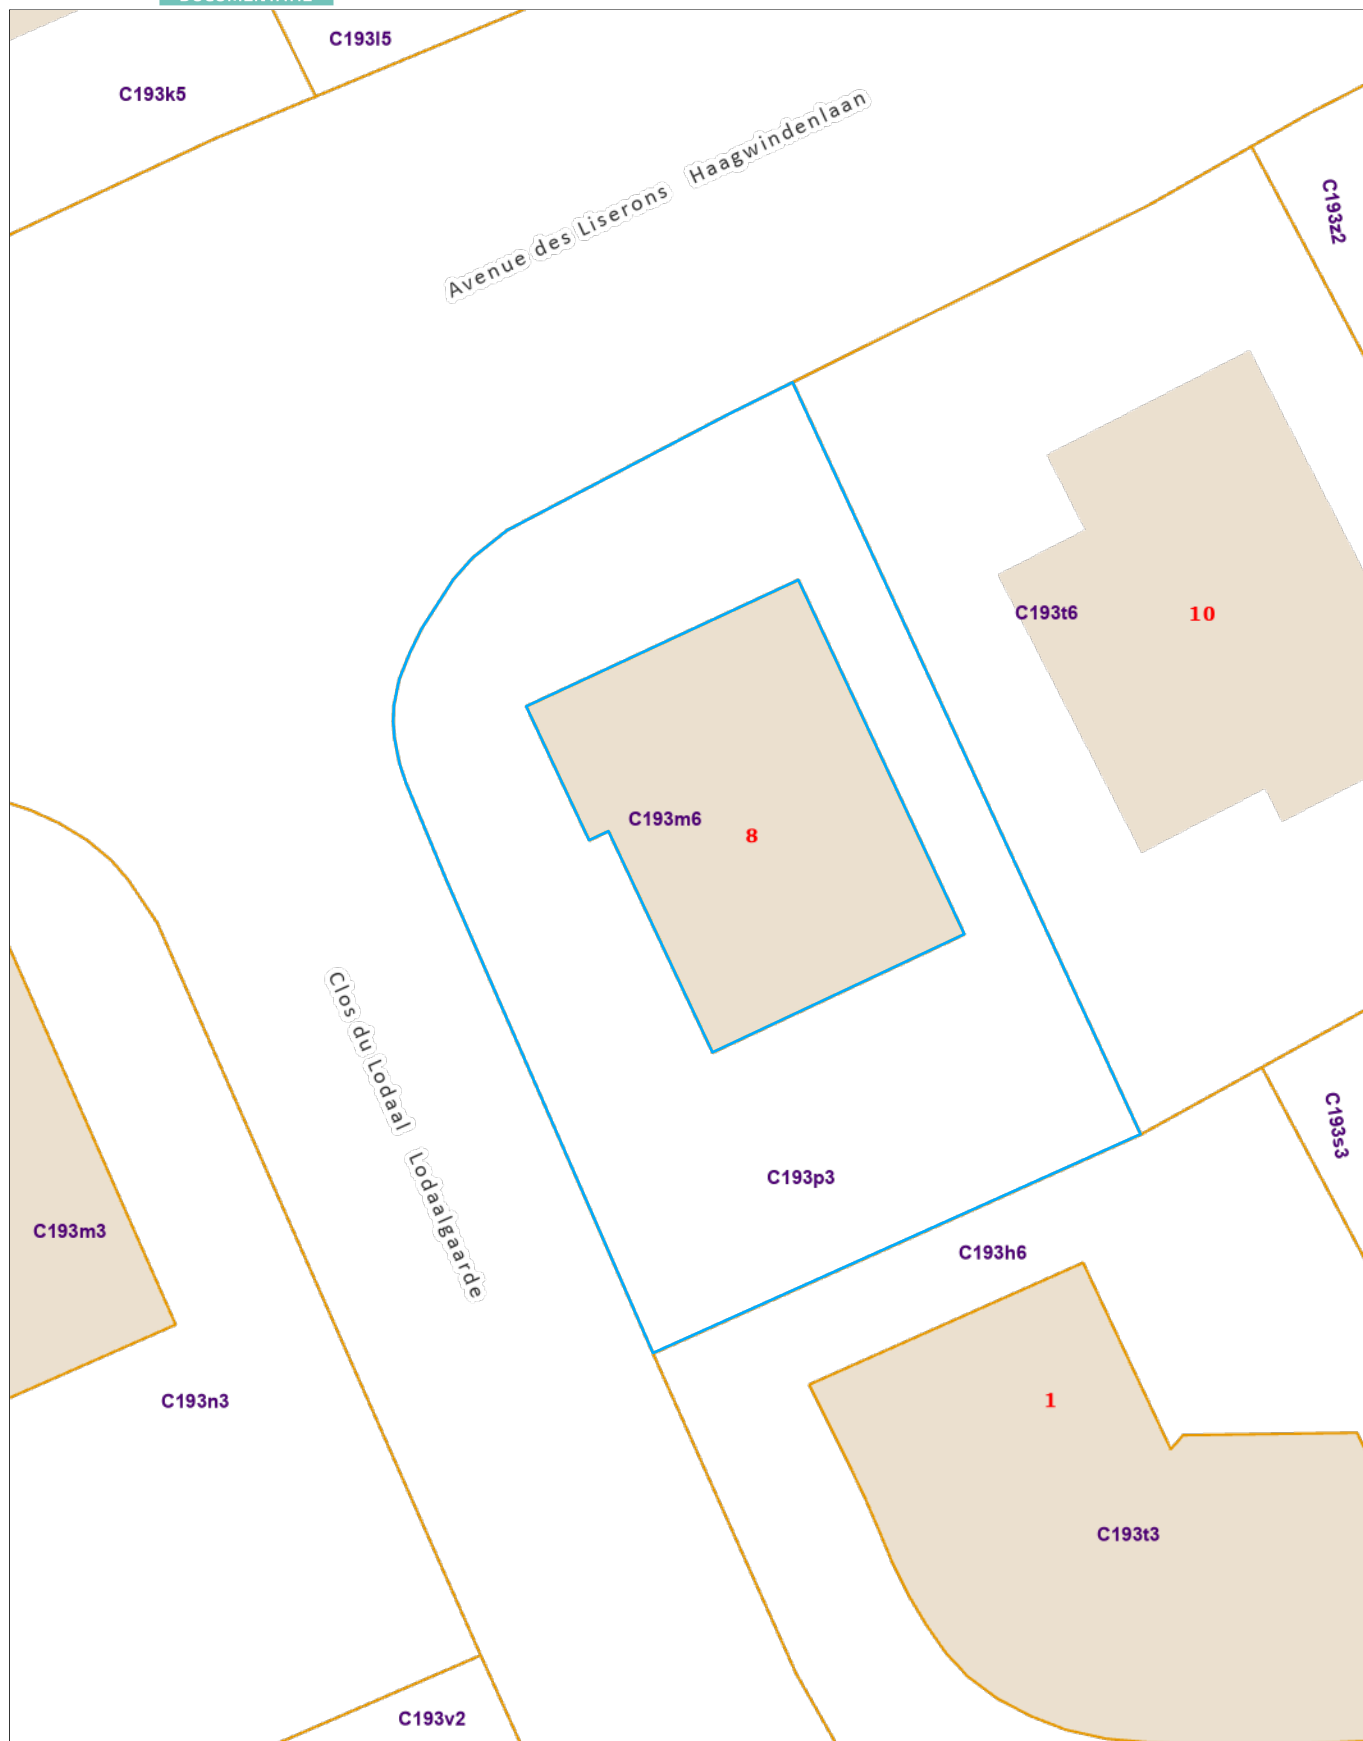 C193l5
C193k5
Avenue des Liserons Haagwindenlaan
C193z2
C193t6
10
C193m6
8
Clos du Lodaal Lodaalgaarde
C193s3
C193p3
C193m3
C193h6
C193n3
1
C193t3
C193v2